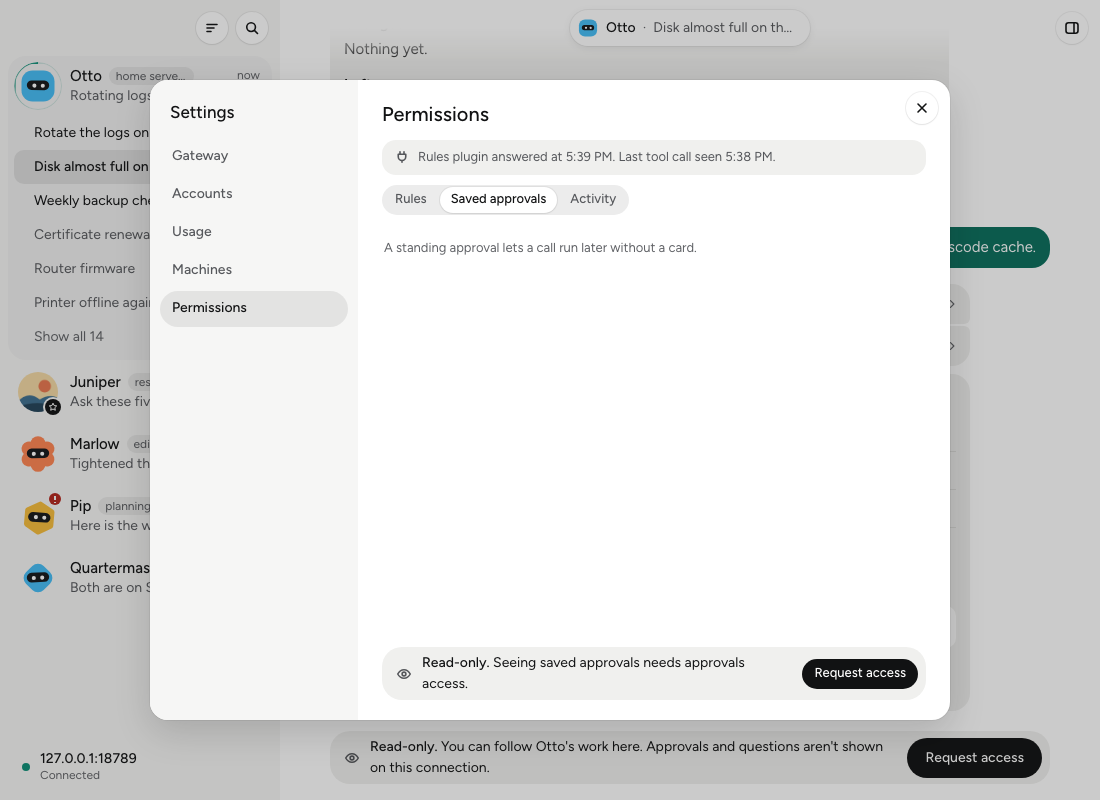 Otto · Disk almost full on th...
Nothing yet.
Otto home serve... now
Rotating logs
Rotate the logs on
Disk almost full on
Weekly backup che
Certificate renewa
Router firmware
Printer offline again
Show all 14
Juniper res
Ask these fiv
Marlow edi
Tightened th
Pip planning
Here is the w
Quartermas
Both are on S
127.0.0.1:18789
Connected
Settings
Gateway
Accounts
Usage
Machines
Permissions
Permissions
Rules plugin answered at 5:39 PM. Last tool call seen 5:38 PM.
Rules
Saved approvals
Activity
A standing approval lets a call run later without a card.
Read-only. Seeing saved approvals needs approvals
access.
Request access
scode cache.
Read-only. You can follow Otto's work here. Approvals and questions aren't shown
on this connection.
Request access